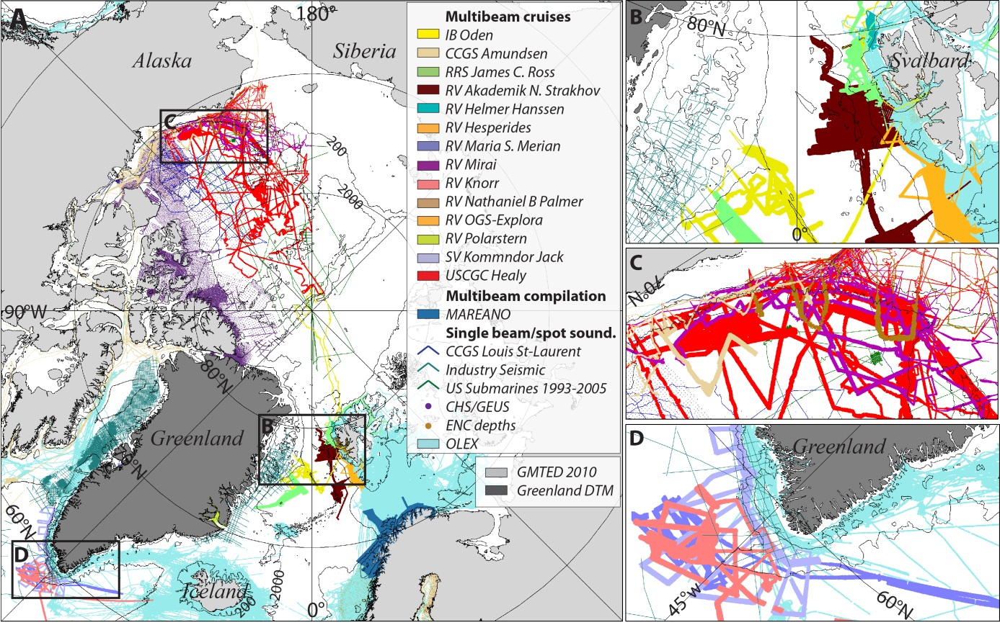 A
180°
Alaska
Siberia
C
200
2000
90°W
80°N
Greenland
70°N
60°N
B
D
Iceland
200
2000
0°
Multibeam cruises
IB Oden
CCGS Amundsen
RRS James C. Ross
RV Akademik N. Strakhov
RV Helmer Hanssen
RV Hesperides
RV Maria S. Merian
RV Mirai
RV Knorr
RV Nathaniel B Palmer
RV OGS-Explora
RV Polarstern
SV Kommndor Jack
USCGC Healy
Multibeam compilation
MAREANO
Single beam/spot sound.
CCGS Louis St-Laurent
Industry Seismic
US Submarines 1993-2005
CHS/GEUS
ENC depths
OLEX
GMTED 2010
Greenland DTM
B
80°N
Svalbard
0°
C
70°N
D
Greenland
45°W
60°N